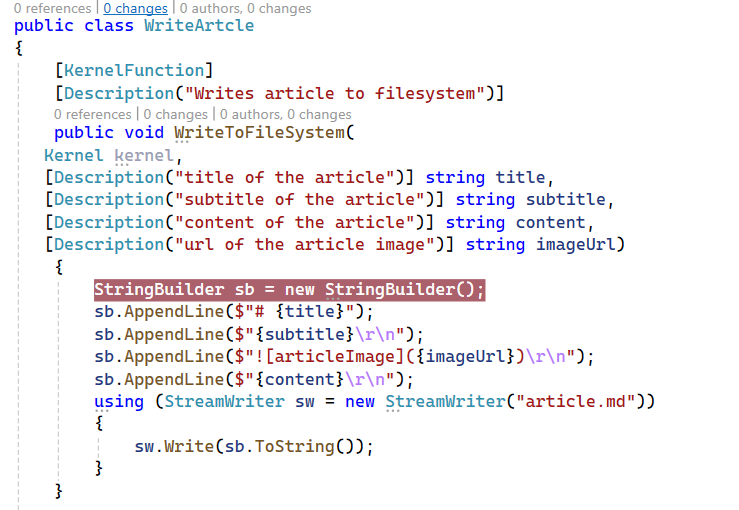 0 references | 0 changes | 0 authors, 0 changes
public class WriteArtcle
{
[KernelFunction]
[Description("Writes article to filesystem")]
0 references | 0 changes | 0 authors, 0 changes
public void WriteToFileSystem(
Kernel kernel,
[Description("title of the article")] string title,
[Description("subtitle of the article")] string subtitle,
[Description("content of the article")] string content,
[Description("url of the article image")] string imageUrl)
{
StringBuilder sb = new StringBuilder();
sb.AppendLine($"# {title}");
sb.AppendLine($"{subtitle}\r\n");
sb.AppendLine($"![articleImage]({imageUrl})\r\n");
sb.AppendLine($"{content}\r\n");
using (StreamWriter sw = new StreamWriter("article.md"))
{
sw.Write(sb.ToString());
}
}